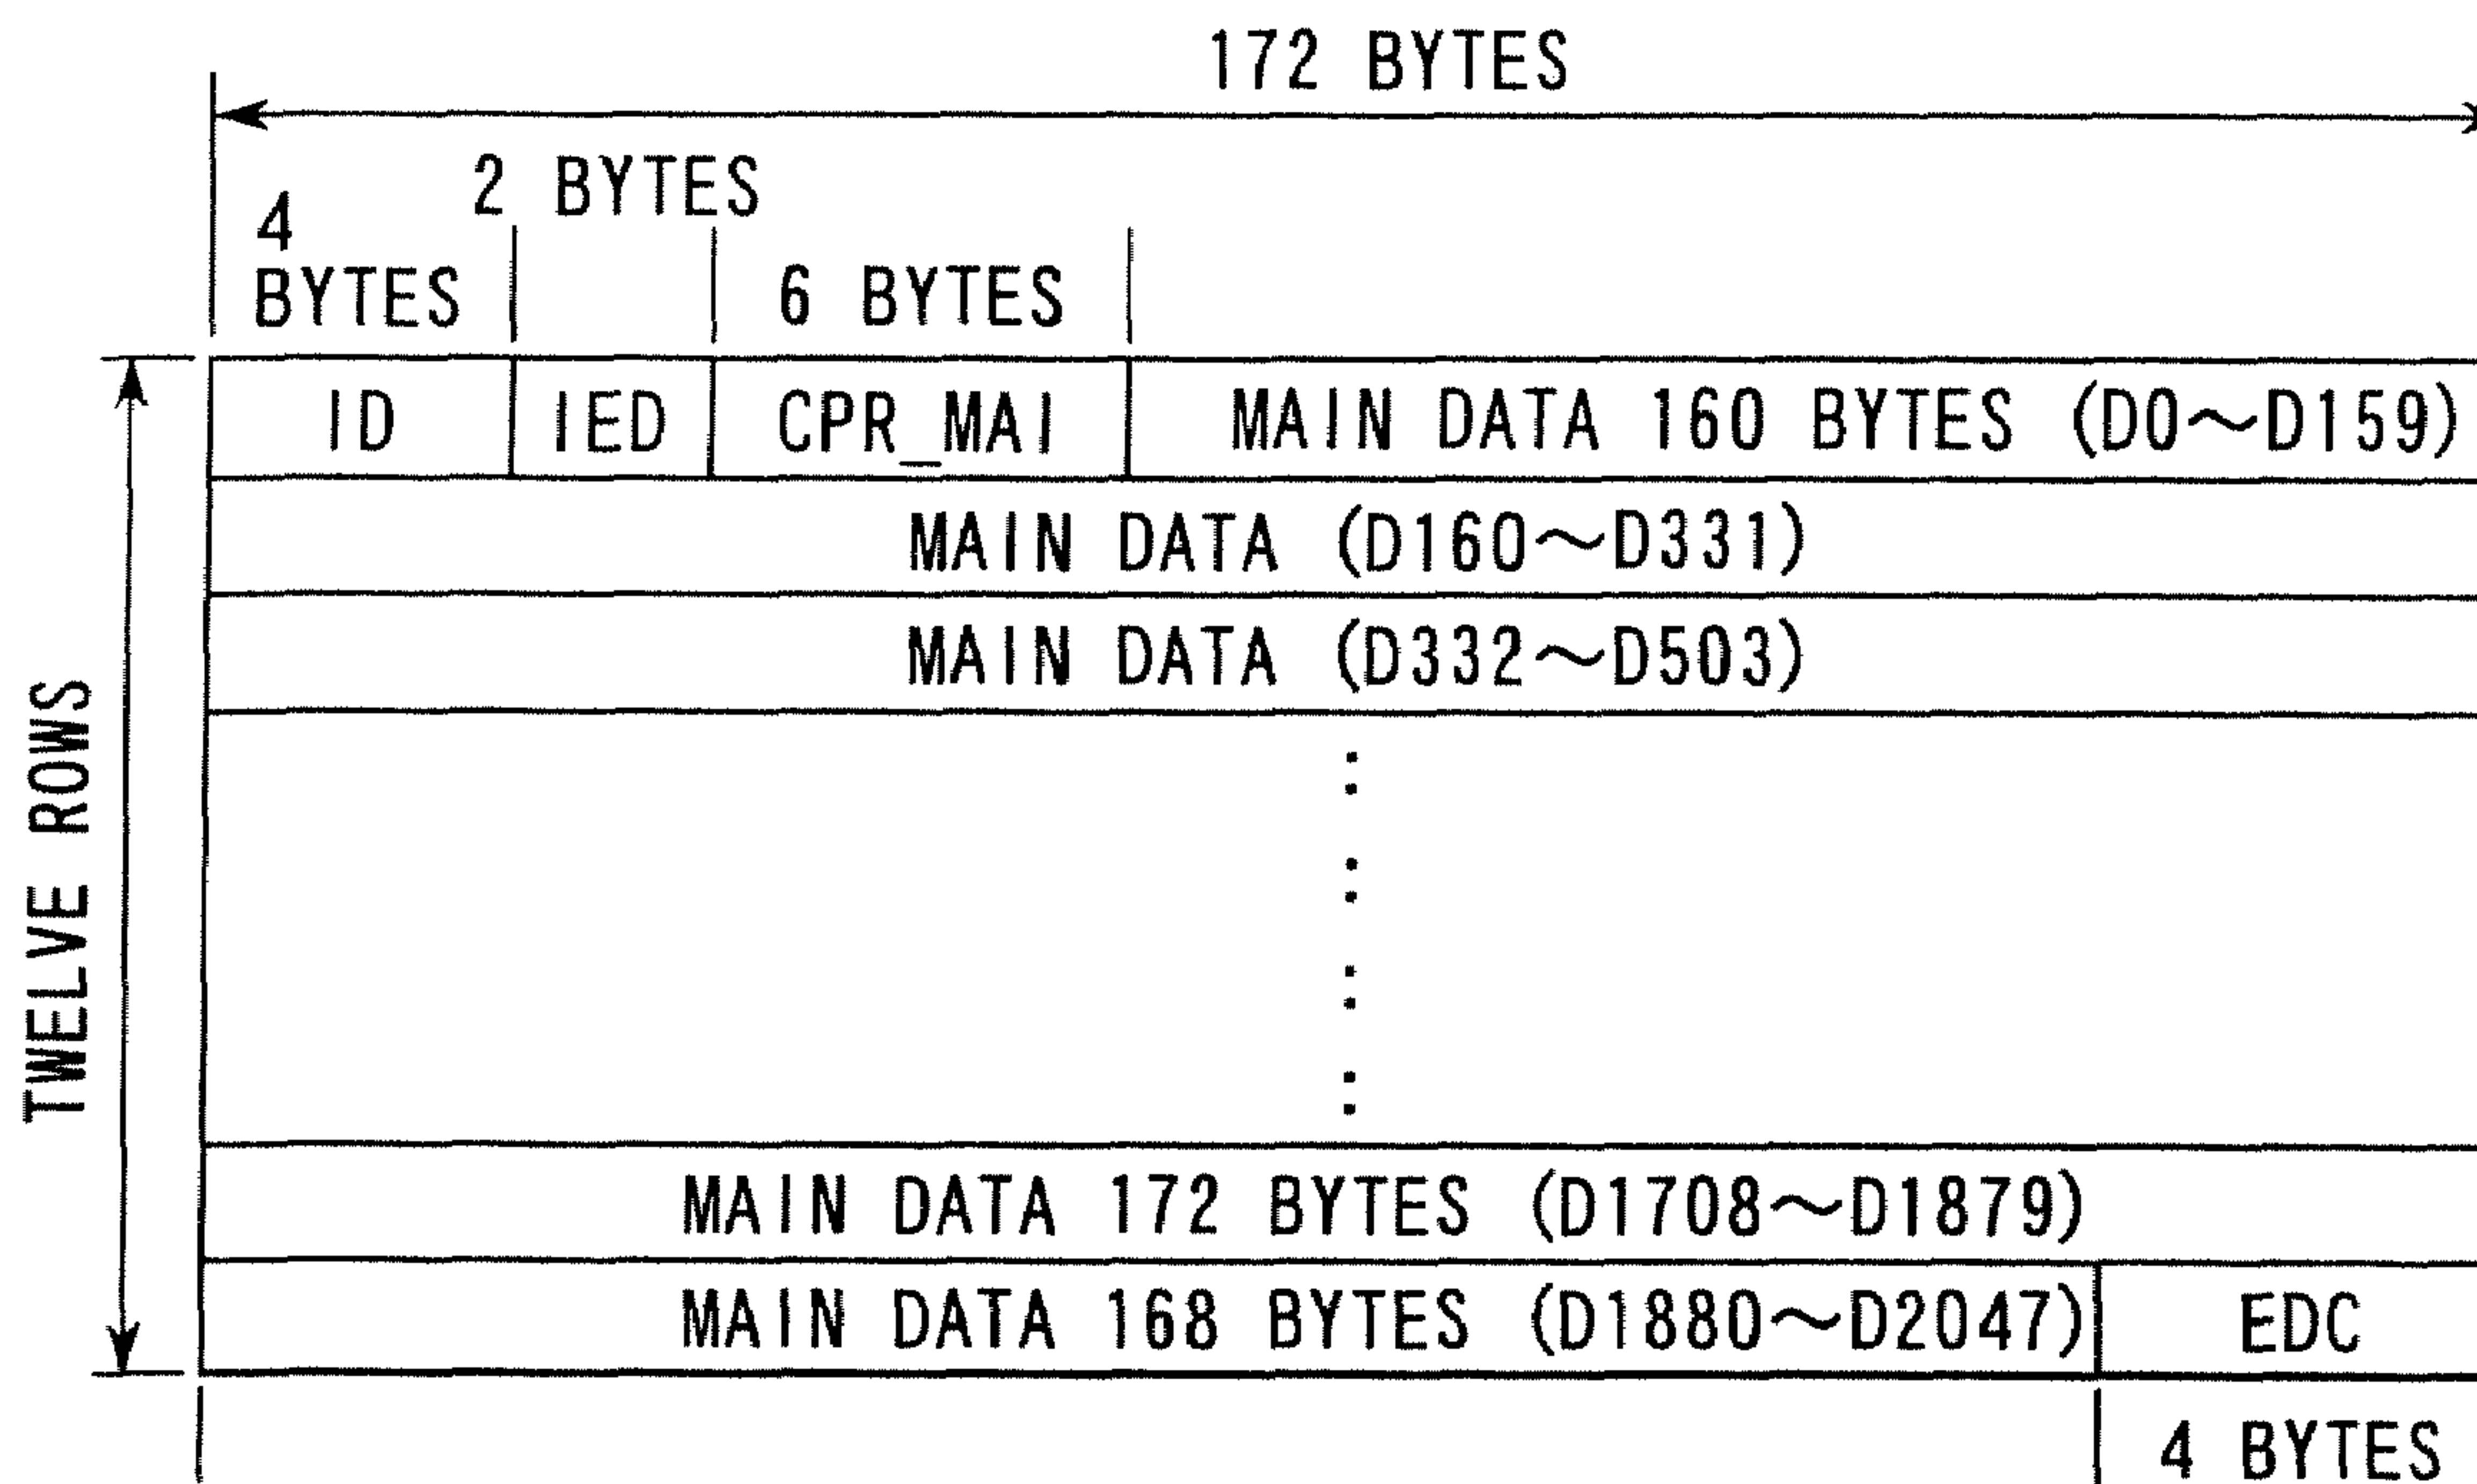 172 BYTES
2 BYTES
4
BYTES
6 BYTES
ID IED CPR_MAI MAIN DATA 160 BYTES (D0~D159)
MAIN DATA (D160~D331)
MAIN DATA (D332~D503)
TWELVE ROWS
MAIN DATA 172 BYTES (D1708~D1879)
MAIN DATA 168 BYTES (D1880~D2047) EDC
4 BYTES